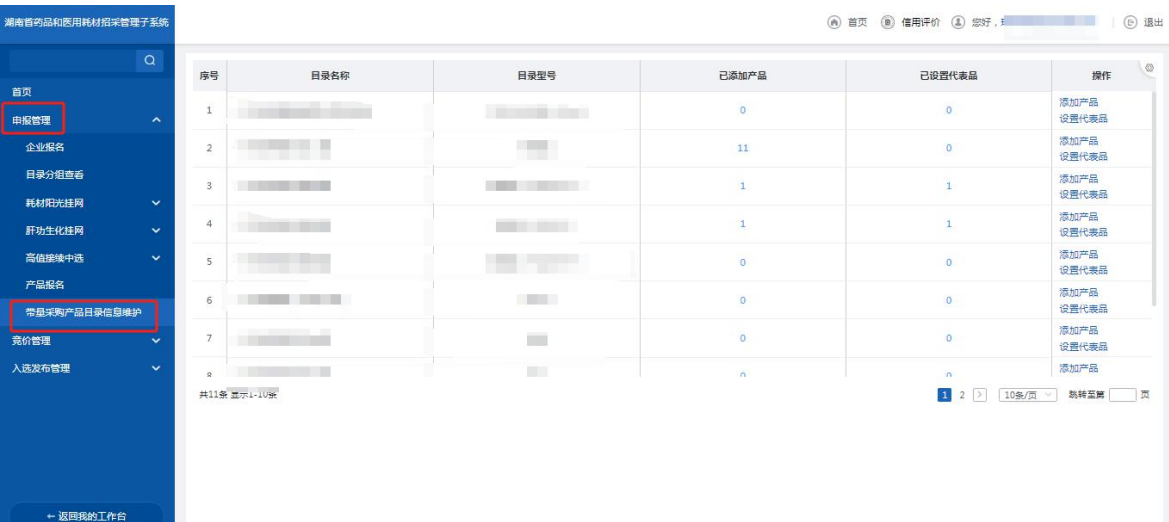 湖南省药品和医用耗材招采管理子系统
首页 信用评价 您好， 退出
首页
申报管理
企业报名
目录分组查看
耗材阳光挂网
肝功生化挂网
高值接续中选
产品报名
带量采购产品目录信息维护
竞价管理
入选发布管理
← 返回我的工作台
序号 目录名称 目录型号 已添加产品 已设置代表品 操作
1 0 0 添加产品
设置代表品
2 11 0 添加产品
设置代表品
3 1 1 添加产品
设置代表品
4 1 1 添加产品
设置代表品
5 0 0 添加产品
设置代表品
6 0 0 添加产品
设置代表品
7 0 0 添加产品
设置代表品
8 0 0 添加产品
共11条 显示1-10条 1 2 > 10条/页 跳转至第 页